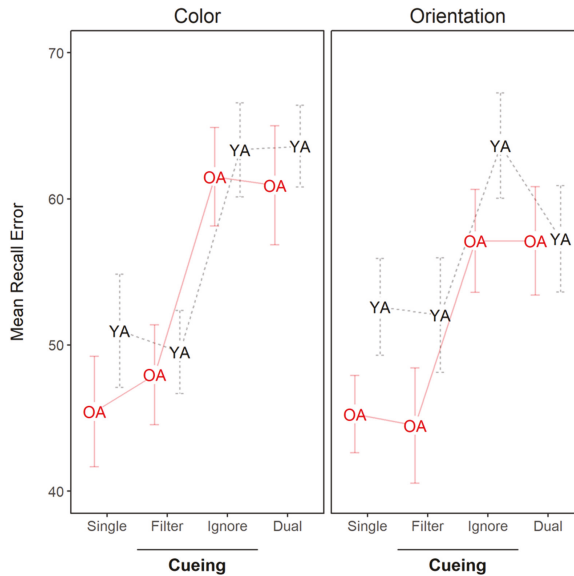 Color
Orientation
Mean Recall Error
70
60
50
40
YA
YA
YA
YA
OA
OA
OA
OA
YA
YA
YA
YA
OA
OA
OA
OA
Single Filter Ignore Dual
Single Filter Ignore Dual
Cueing
Cueing